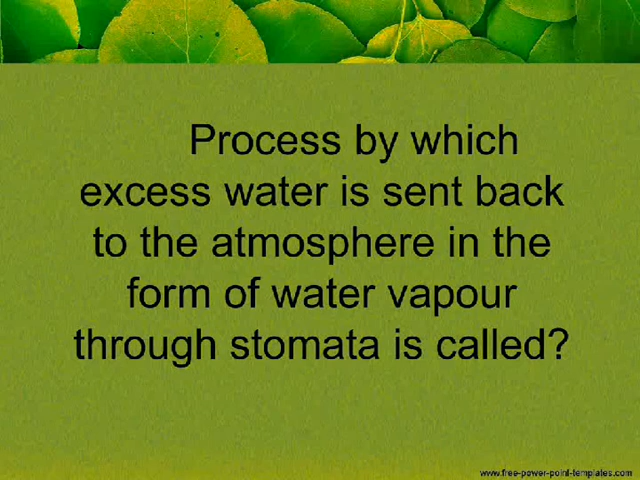 Process by which
excess water is sent back
to the atmosphere in the
form of water vapour
through stomata is called?
www.free-power-point-templates.com